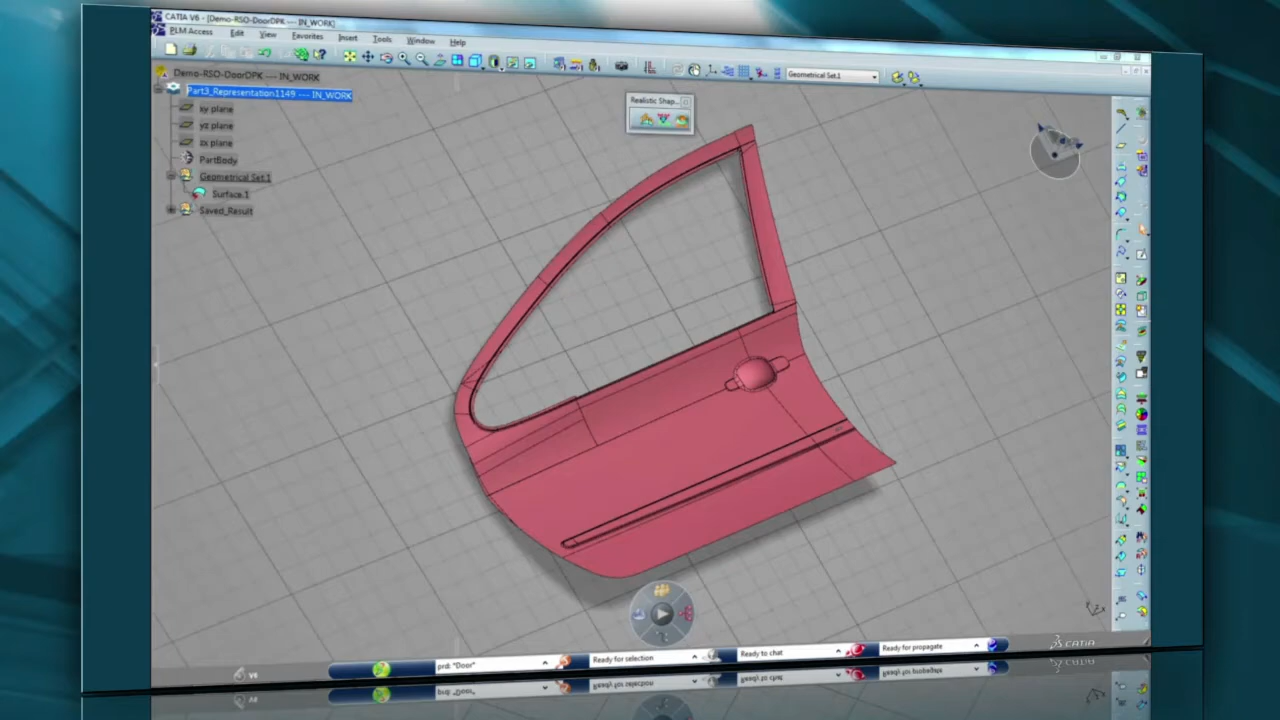 CATIA V6 - [Demo-RSO-DoorDPK --- IN_WORK]
PLM Access Edit View Favorites Insert Tools Window Help
Geometrical Set.1
Demo-RSO-DoorDPK --- IN_WORK
Part3_Representation1149 --- IN_WORK
xy plane
yz plane
zx plane
PartBody
Geometrical Set.1
Surface.1
Saved_Result
Realistic Shap...
V6
prd: "Door"
Ready for selection
Ready to chat
Ready for propagate
CATIA